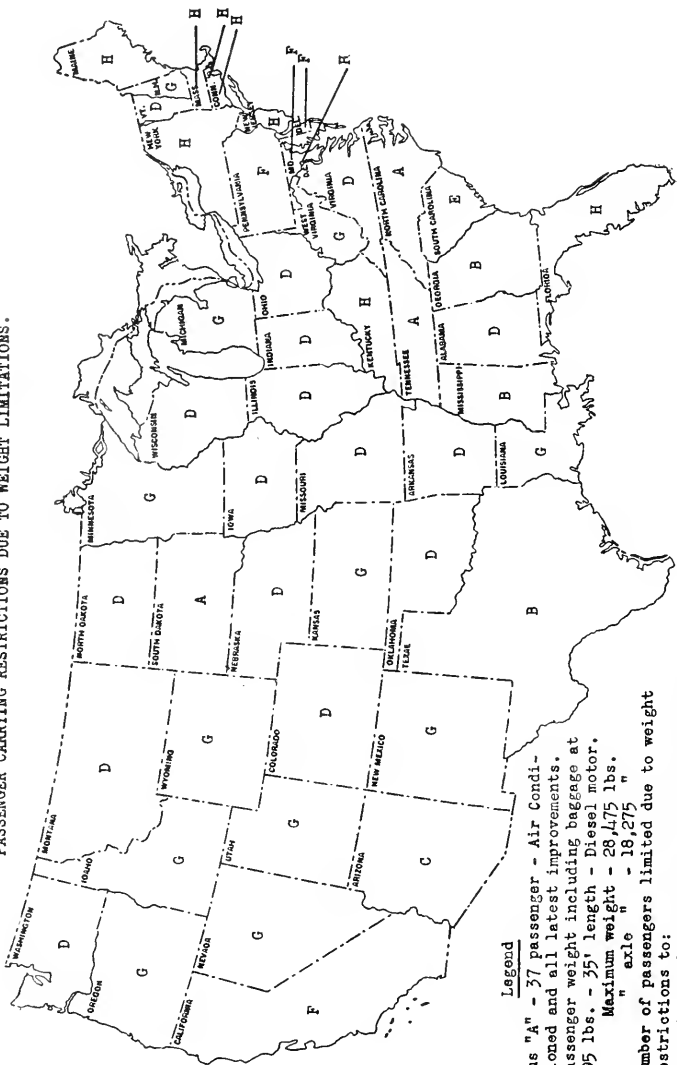 PASSENGER CARRYING RESTRICTIONS DUE TO WEIGHT LIMITATIONS.
WASHINGTON
D
OREGON
G
CALIFORNIA
F
NEVADA
G
IDAHO
G
MONTANA
D
WYOMING
G
UTAH
G
ARIZONA
C
COLORADO
D
NEW MEXICO
G
NORTH DAKOTA
D
SOUTH DAKOTA
A
NEBRASKA
D
KANSAS
G
OKLAHOMA
D
TEXAS
B
MINNESOTA
G
IOWA
D
MISSOURI
D
ARKANSAS
D
LOUISIANA
G
WISCONSIN
D
ILLINOIS
D
MICHIGAN
G
INDIANA
D
OHIO
D
KENTUCKY
H
TENNESSEE
A
MISSISSIPPI
B
ALABAMA
D
GEORGIA
B
FLORIDA
H
SOUTH CAROLINA
E
NORTH CAROLINA
A
VIRGINIA
D
WEST
VIRGINIA
G
PENNSYLVANIA
F
NEW
YORK
H
VT.
D
N.H.
G
MAINE
H
MASS.
H
H
CONN.
H
NEW
JERSEY
H
MD.
F
DEL.
F
D.C.
R
Legend
us "A" - 37 passenger - Air Condi-
oned and all latest improvements.
assenger weight including baggage at
95 lbs. - 35' length - Diesel motor.
Maximum weight - 28,475 lbs.
" axle " - 18,275 "
mber of passengers limited due to weight
strictions to: